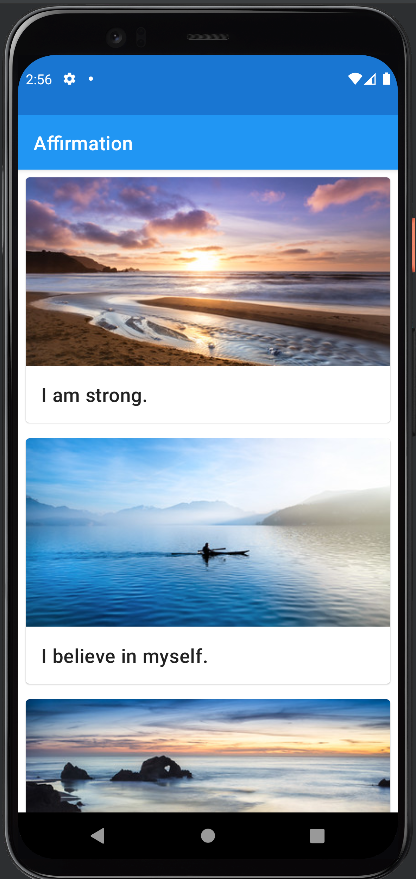 2:56
Affirmation
I am strong.
I believe in myself.